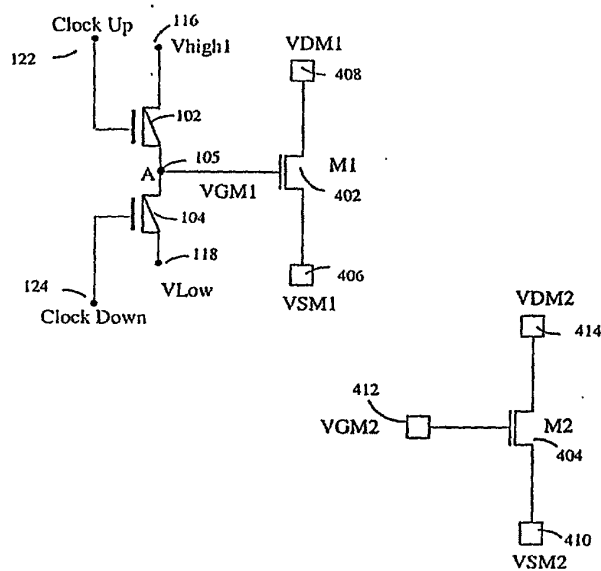 Clock Up
116
122
Vhigh1
VDM1
408
102
A
105
VGM1
M1
402
104
118
VLow
124
Clock Down
406
VSM1
VDM2
414
412
VGM2
M2
404
410
VSM2